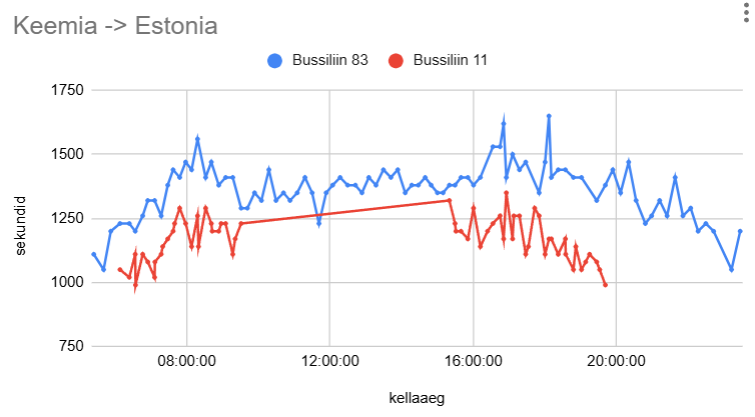 Keemia -> Estonia
Bussiliin 83 Bussiliin 11
1750
1500
1250
1000
750
sekundid
08:00:00 12:00:00 16:00:00 20:00:00
kellaaeg